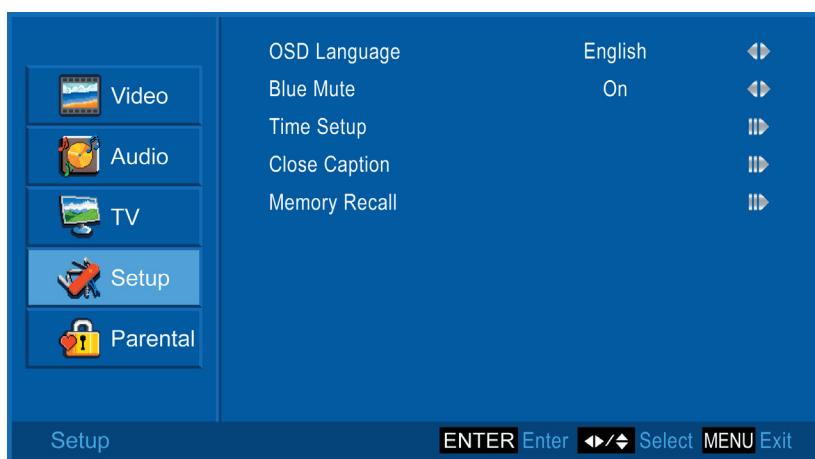 Video
Audio
TV
Setup
Parental
OSD Language English
Blue Mute On
Time Setup
Close Caption
Memory Recall
Setup ENTER Enter / Select MENU Exit